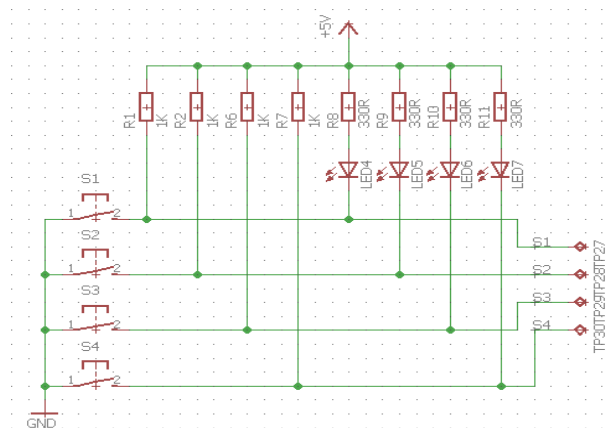 +5V
R1 1K
R2 1K
R6 1K
R7 1K
R8 330R
R9 330R
R10 330R
R11 330R
LED4
LED5
LED6
LED7
S1
1 2
S2
1 2
S3
1 2
S4
1 2
S1
S2
S3
S4
TP30TP29TP28TP27
GND